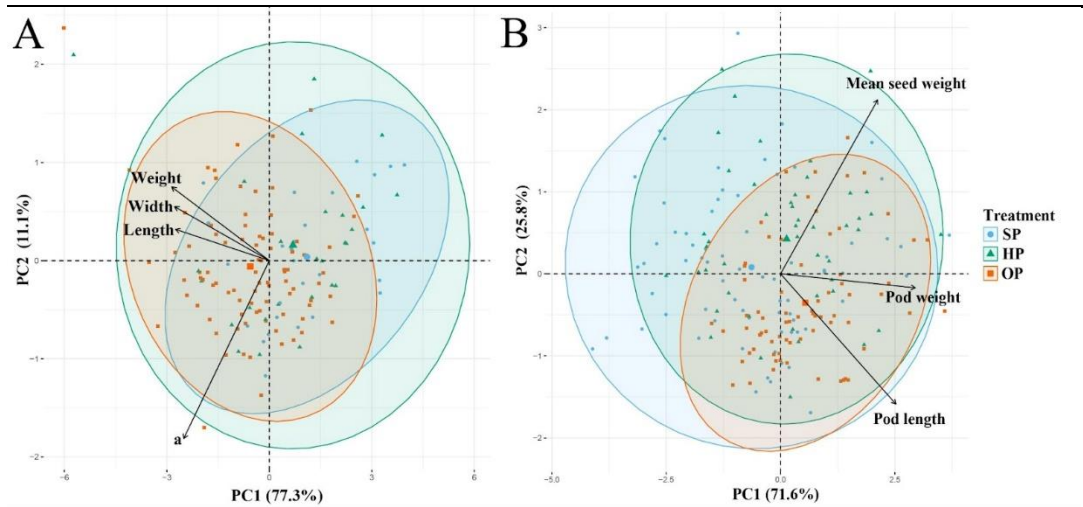 A
2
1
0
-1
-2
-6
-3
0
3
6
PC2 (11.1%)
PC1 (77.3%)
Weight
Width
Length
a
B
3
2
1
0
-1
-2
-5.0
-2.5
0.0
2.5
PC2 (25.8%)
PC1 (71.6%)
Mean seed weight
Pod weight
Pod length
Treatment
SP
HP
OP